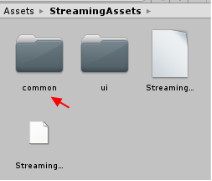 Assets ▸ StreamingAssets ▸
common
ui
Streaming...
Streaming...